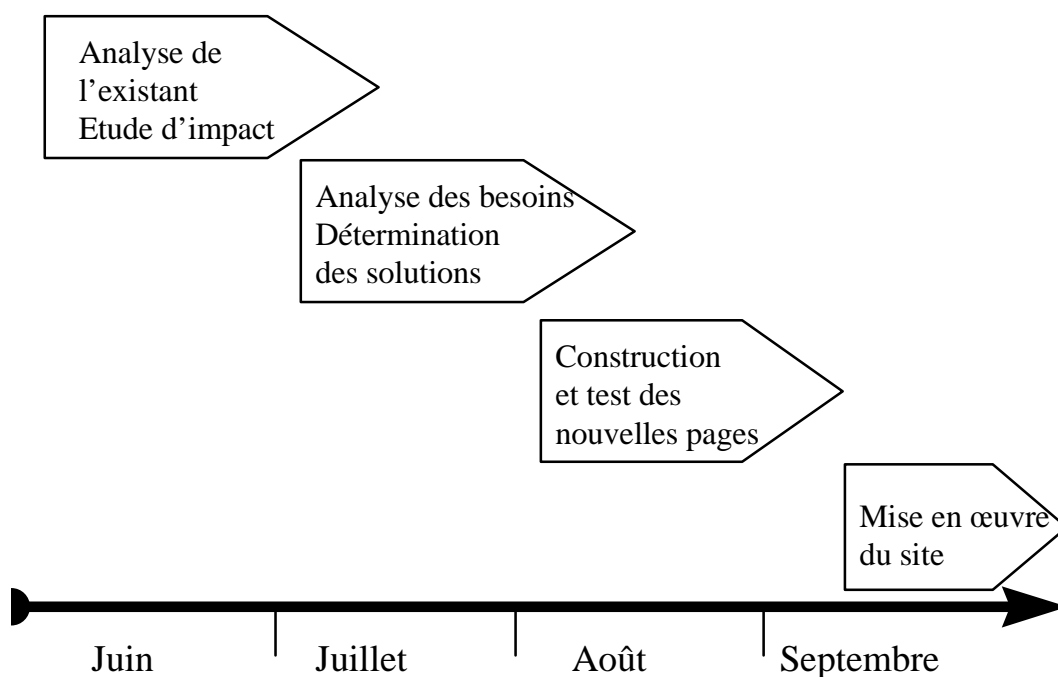 Analyse de
l’existant
Etude d’impact
Analyse des besoins
Détermination
des solutions
Construction
et test des
nouvelles pages
Mise en œuvre
du site
Juin
Juillet
Août
Septembre